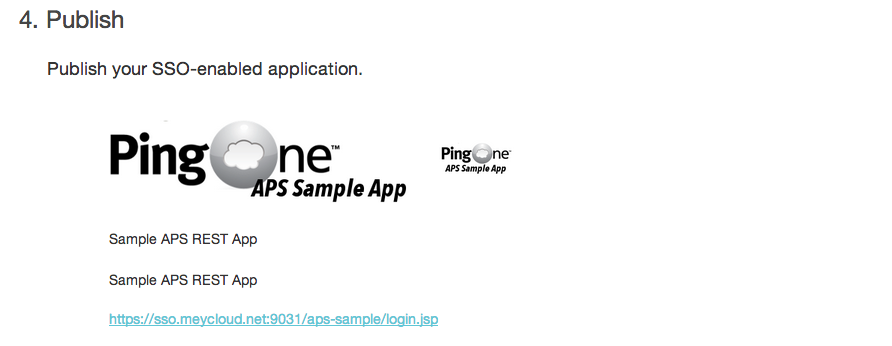 4. Publish
Publish your SSO-enabled application.
PingOne™
APS Sample App
PingOne™
APS Sample App
Sample APS REST App
Sample APS REST App
https://sso.meycloud.net:9031/aps-sample/login.jsp